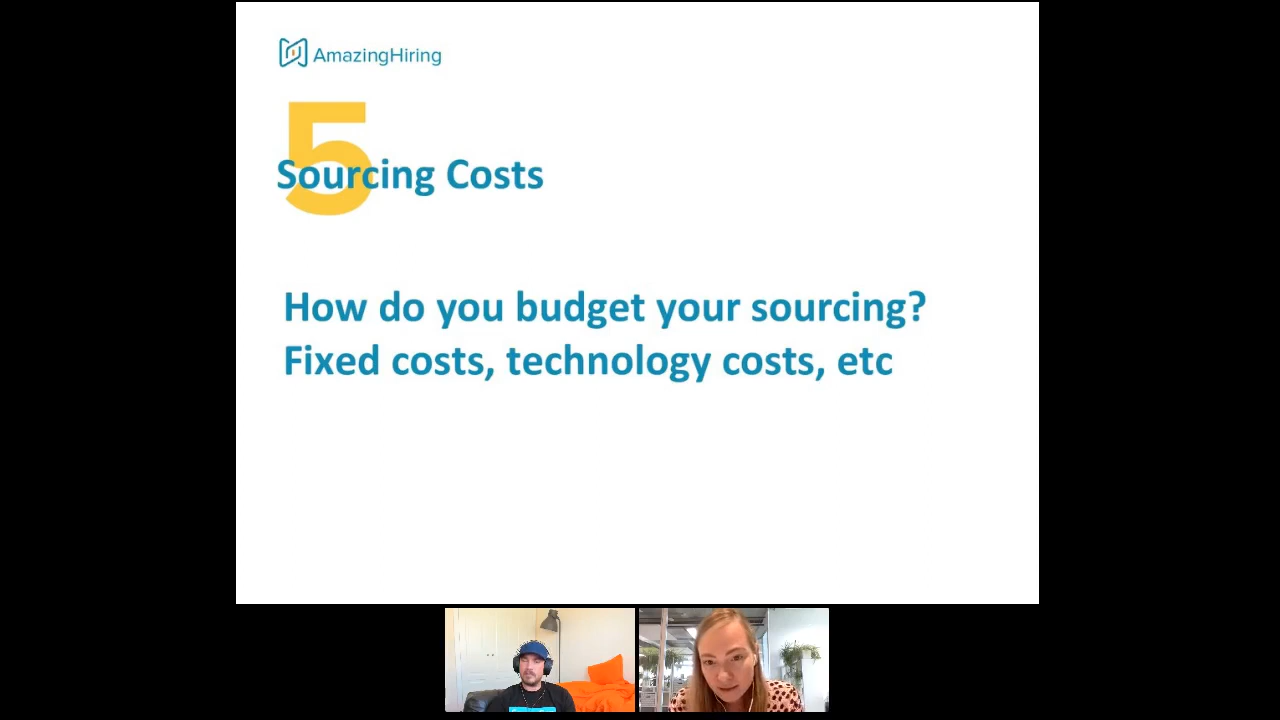 AmazingHiring
5
Sourcing Costs
How do you budget your sourcing?
Fixed costs, technology costs, etc